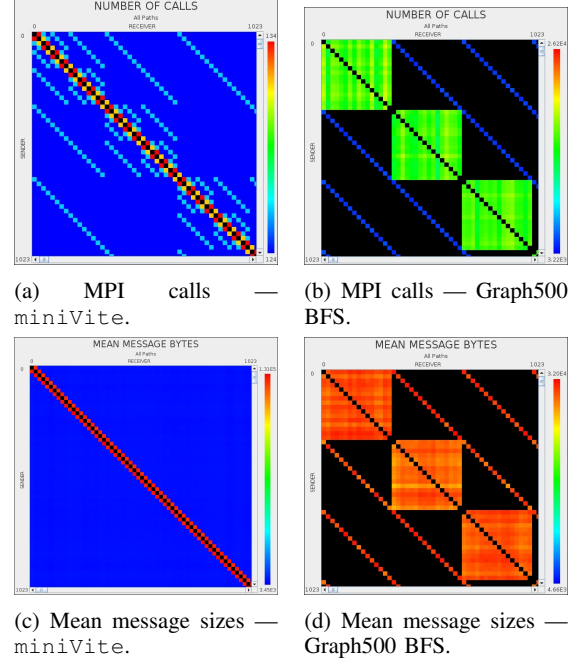 NUMBER OF CALLS
All Paths
RECEIVER
0
1023
0
SENDER
1023
134
124
NUMBER OF CALLS
All Paths
RECEIVER
0
1023
0
SENDER
1023
2.62E4
3.22E3
(a) MPI calls —
miniVite.
(b) MPI calls — Graph500
BFS.
MEAN MESSAGE BYTES
All Paths
RECEIVER
0
1023
0
SENDER
1023
1.31E5
3.45E3
MEAN MESSAGE BYTES
All Paths
RECEIVER
0
1023
0
SENDER
1023
3.20E4
4.66E3
(c) Mean message sizes —
miniVite.
(d) Mean message sizes —
Graph500 BFS.